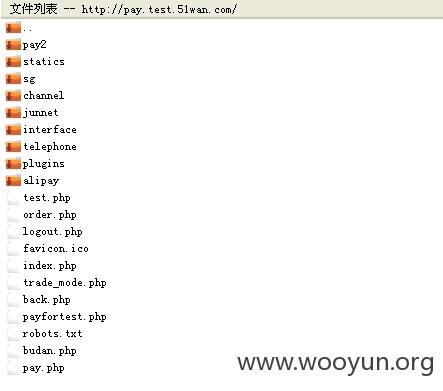 文件列表 -- http://pay.test.51wan.com/
..
pay2
statics
sg
channel
junnet
interface
telephone
plugins
alipay
test.php
order.php
logout.php
favicon.ico
index.php
trade_mode.php
back.php
payfortest.php
robots.txt
budan.php
pay.php
www.wooyun.org